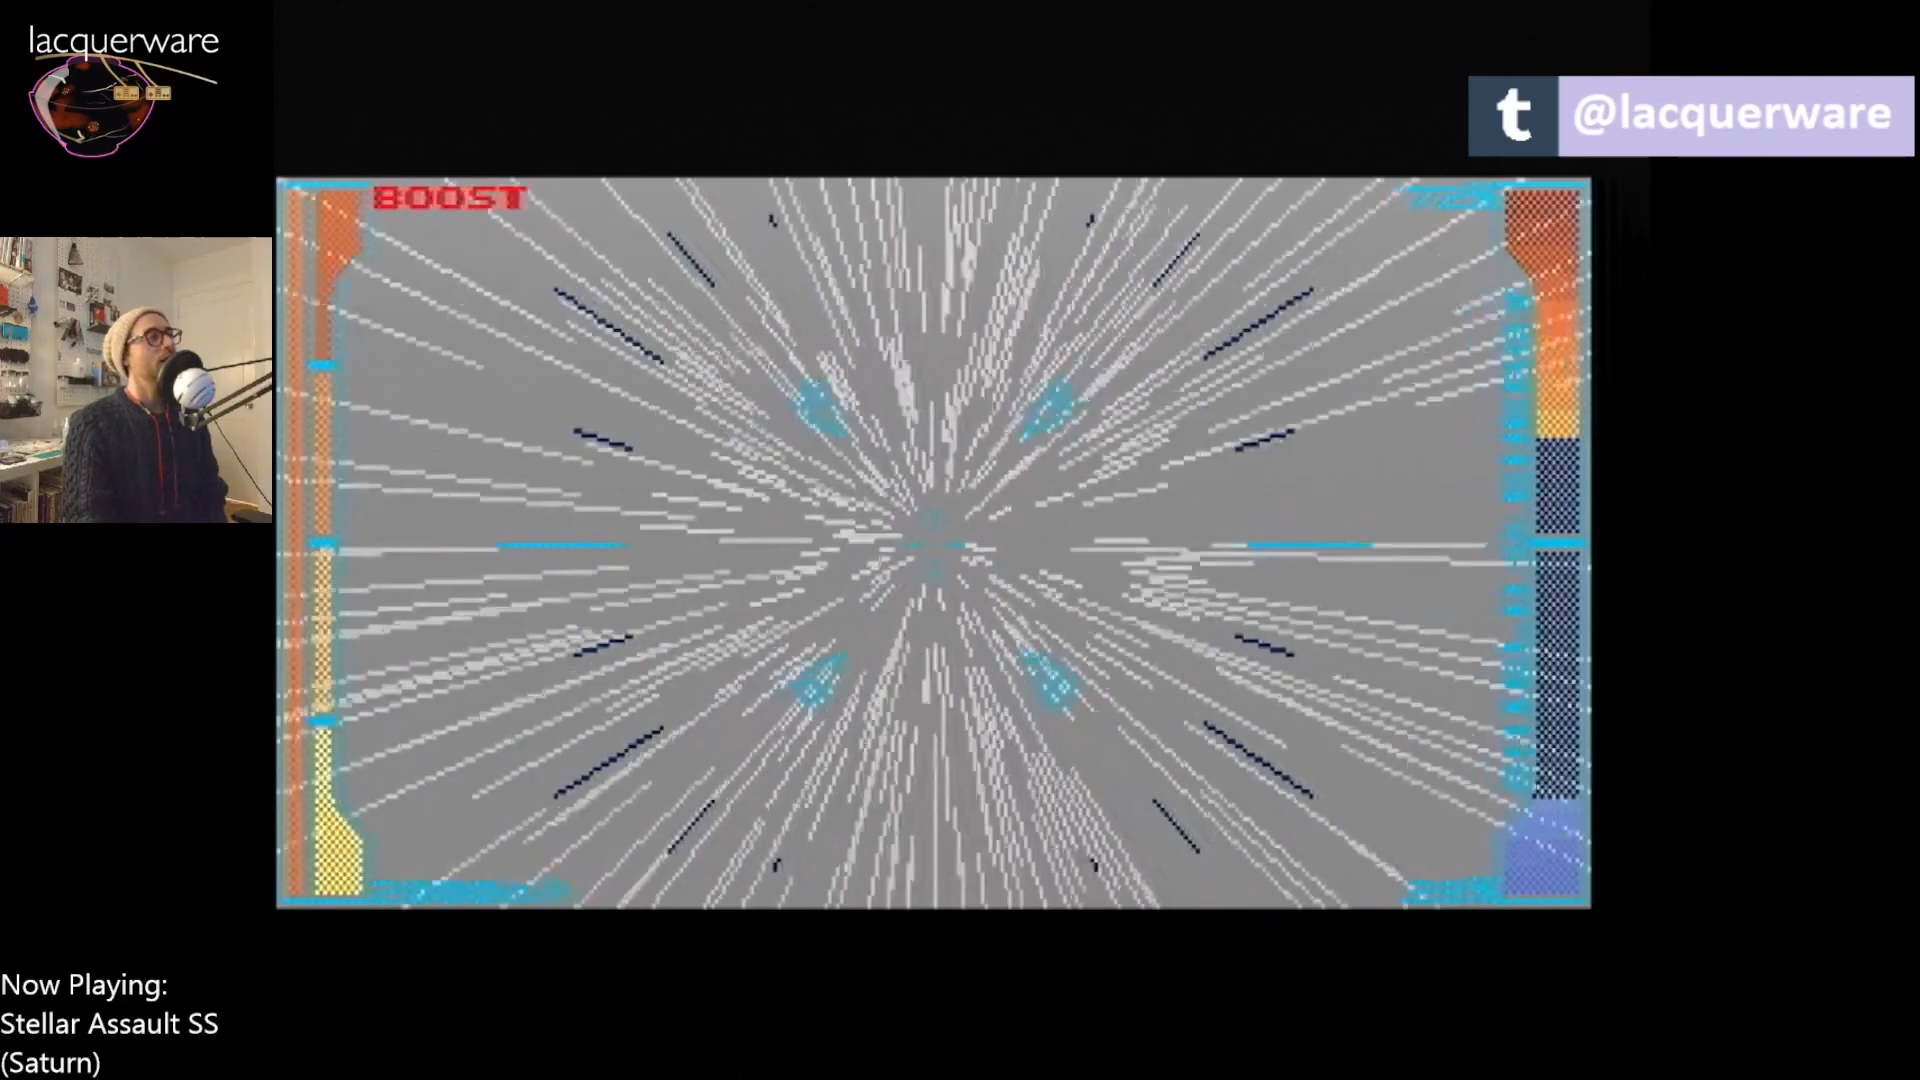 lacquerware
t @lacquerware
BOOST
Now Playing:
Stellar Assault SS
(Saturn)